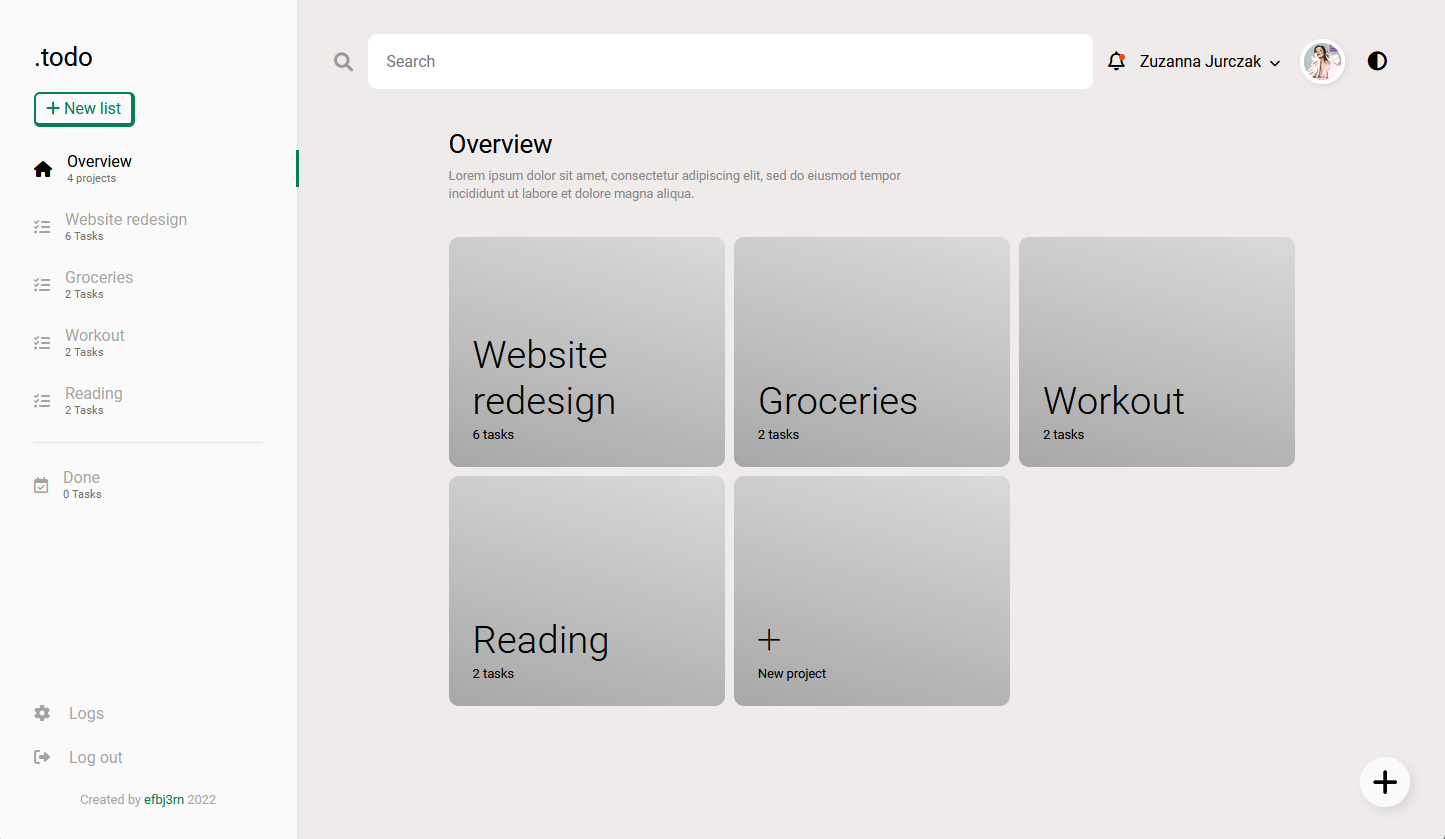 .todo
New list
Overview
4 projects
Website redesign
6 Tasks
Groceries
2 Tasks
Workout
2 Tasks
Reading
2 Tasks
Done
0 Tasks
Logs
Log out
Created by efbj3rn 2022
Search
Zuzanna Jurczak
Overview
Lorem ipsum dolor sit amet, consectetur adipiscing elit, sed do eiusmod tempor
incididunt ut labore et dolore magna aliqua.
Website
redesign
6 tasks
Groceries
2 tasks
Workout
2 tasks
Reading
2 tasks
New project